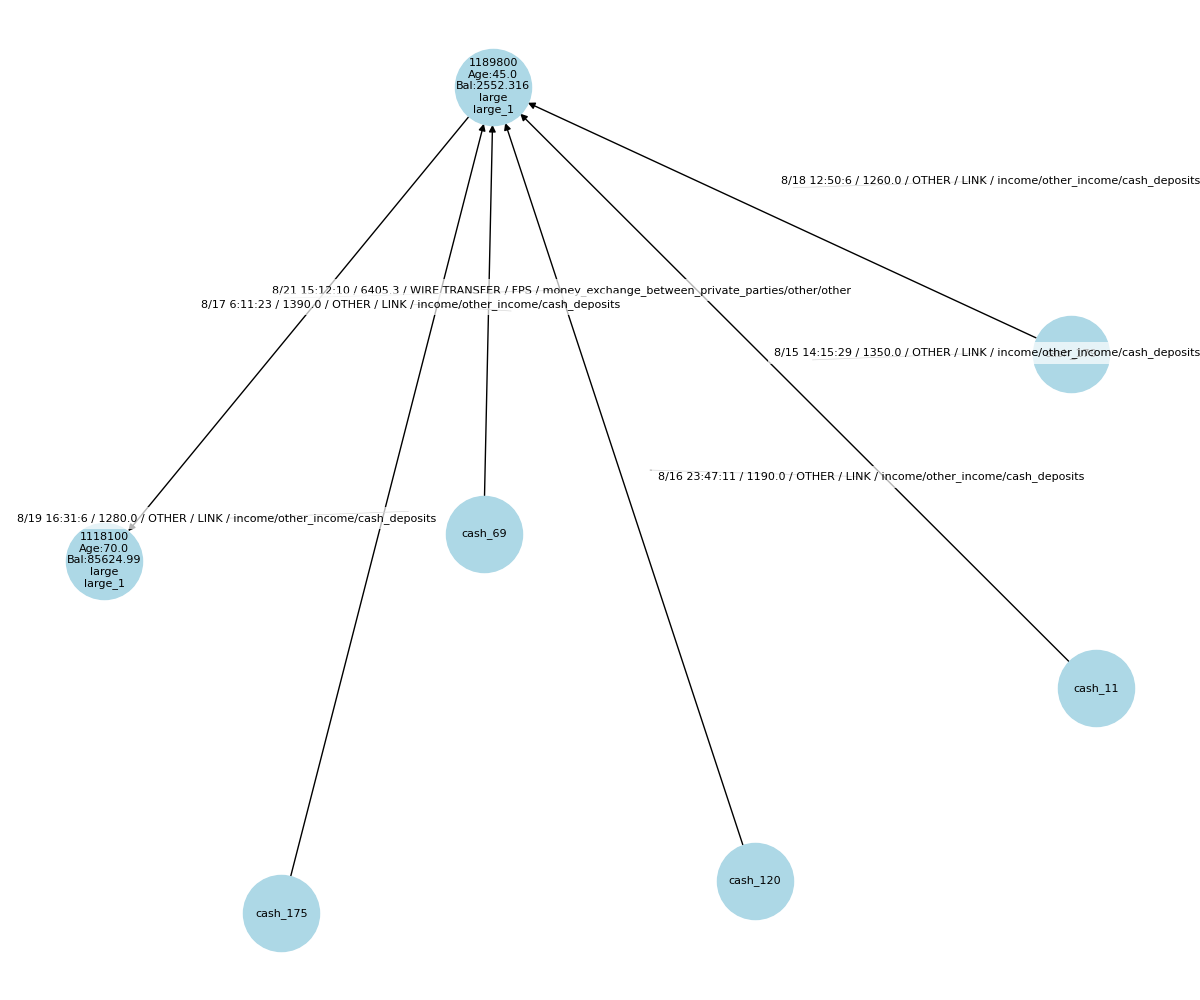 1189800
Age:45.0
Bal:2552.316
large
large_1
8/18 12:50:6 / 1260.0 / OTHER / LINK / income/other_income/cash_deposits
8/21 15:12:10 / 6405.3 / WIRE TRANSFER / FPS / money_exchange_between_private_parties/other/other
8/17 6:11:23 / 1390.0 / OTHER / LINK / income/other_income/cash_deposits
8/15 14:15:29 / 1350.0 / OTHER / LINK / income/other_income/cash_deposits
8/16 23:47:11 / 1190.0 / OTHER / LINK / income/other_income/cash_deposits
8/19 16:31:6 / 1280.0 / OTHER / LINK / income/other_income/cash_deposits
1118100
Age:70.0
Bal:85624.99
large
large_1
cash_69
cash_11
cash_120
cash_175